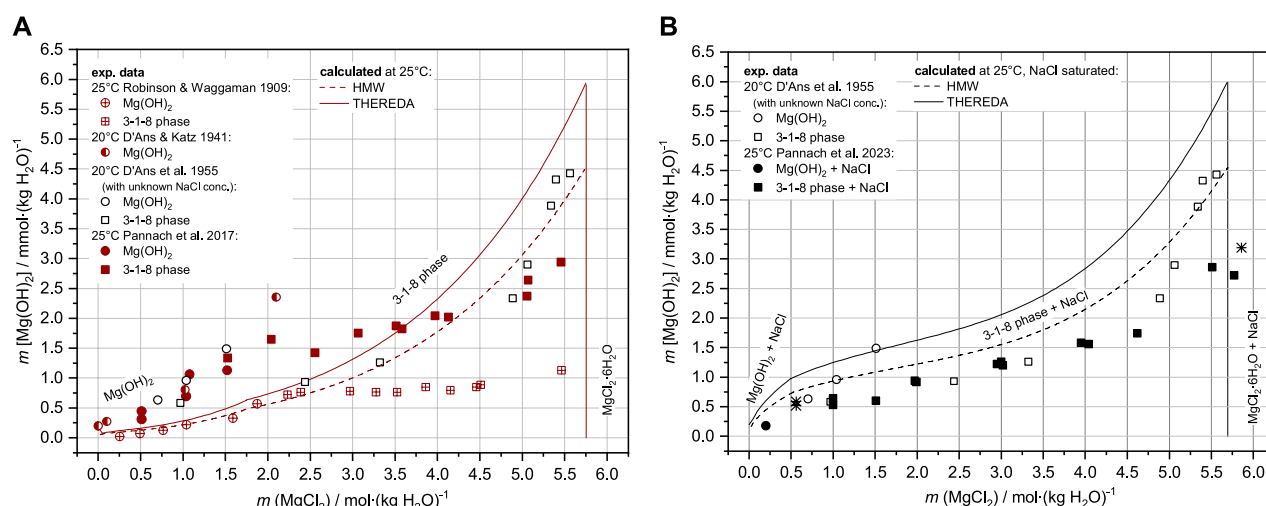 A
exp. data
25°C Robinson & Waggaman 1909:
Mg(OH)2
3-1-8 phase
20°C D'Ans & Katz 1941:
Mg(OH)2
20°C D'Ans et al. 1955
(with unknown NaCl conc.):
Mg(OH)2
3-1-8 phase
25°C Pannach et al. 2017:
Mg(OH)2
3-1-8 phase
calculated at 25°C:
HMW
THEREDA
Mg(OH)2
3-1-8 phase
MgCl2·6H2O
m [Mg(OH)2] / mmol·(kg H2O)-1
6.5
6.0
5.5
5.0
4.5
4.0
3.5
3.0
2.5
2.0
1.5
1.0
0.5
0.0
0.0 0.5 1.0 1.5 2.0 2.5 3.0 3.5 4.0 4.5 5.0 5.5 6.0
m (MgCl2) / mol·(kg H2O)-1
B
exp. data
20°C D'Ans et al. 1955
(with unknown NaCl conc.):
Mg(OH)2
3-1-8 phase
25°C Pannach et al. 2023:
Mg(OH)2 + NaCl
3-1-8 phase + NaCl
calculated at 25°C, NaCl saturated:
HMW
THEREDA
Mg(OH)2 + NaCl
3-1-8 phase + NaCl
MgCl2·6H2O + NaCl
m [Mg(OH)2] / mmol·(kg H2O)-1
6.5
6.0
5.5
5.0
4.5
4.0
3.5
3.0
2.5
2.0
1.5
1.0
0.5
0.0
0.0 0.5 1.0 1.5 2.0 2.5 3.0 3.5 4.0 4.5 5.0 5.5 6.0
m (MgCl2) / mol·(kg H2O)-1